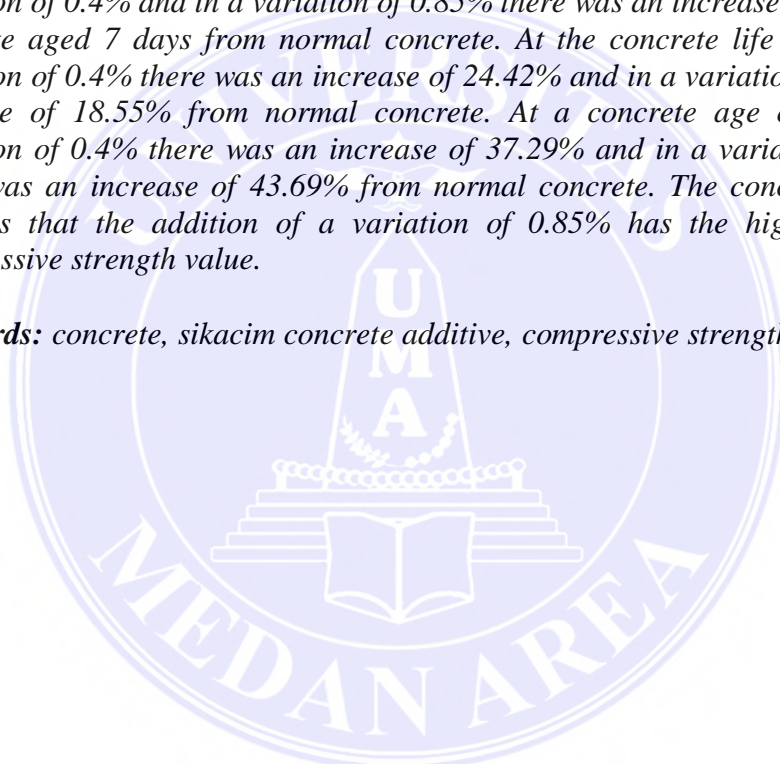 on of 0.4% and in a variation of 0.85% there was an increase
te aged 7 days from normal concrete. At the concrete life
on of 0.4% there was an increase of 24.42% and in a variatio
e of 18.55% from normal concrete. At a concrete age
on of 0.4% there was an increase of 37.29% and in a varia
was an increase of 43.69% from normal concrete. The conc
s that the addition of a variation of 0.85% has the hig
ssive strength value.
rds: concrete, sikacim concrete additive, compressive strength
UNIVERSITAS
U
M
A
MEDAN AREA